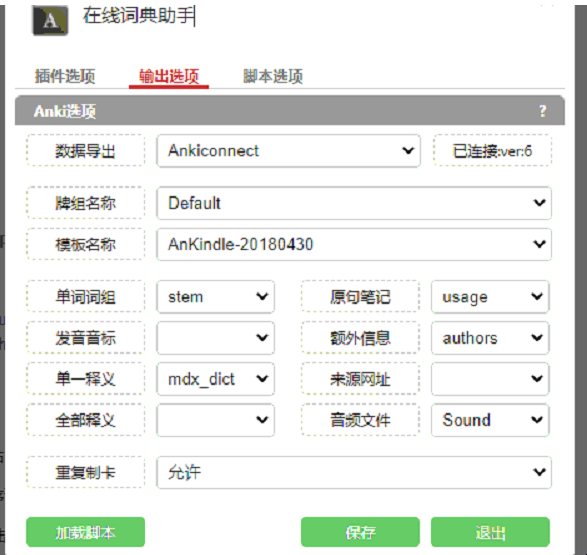 A 在线词典助手
插件选项 输出选项 脚本选项
Anki选项 ?
数据导出 Ankiconnect 已连接:ver:6
牌组名称 Default
模板名称 AnKindle-20180430
单词词组 stem 原句笔记 usage
发音音标 额外信息 authors
单一释义 mdx_dict 来源网址
全部释义 音频文件 Sound
重复制卡 允许
加载脚本 保存 退出